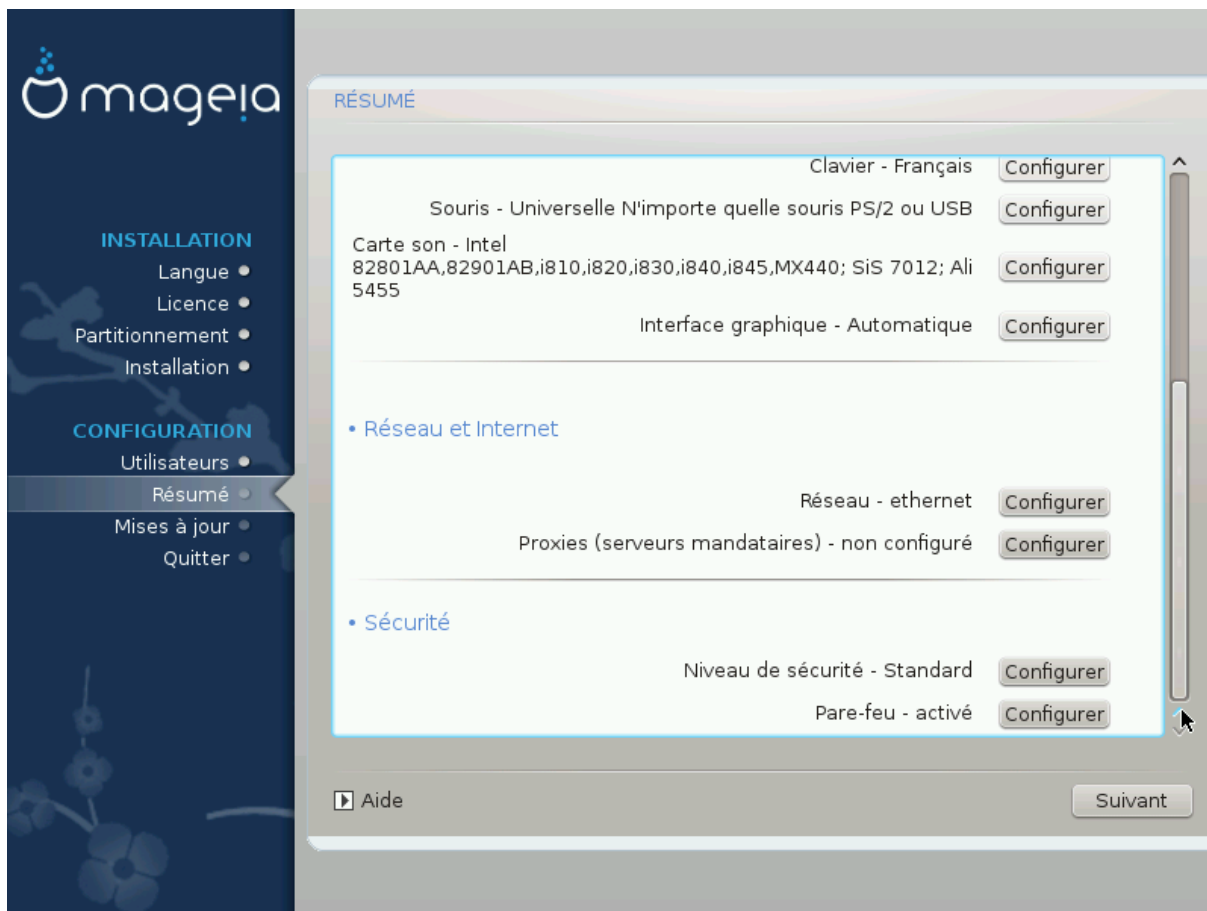 mageia
INSTALLATION
Langue
Licence
Partitionnement
Installation
CONFIGURATION
Utilisateurs
Résumé
Mises à jour
Quitter
RÉSUMÉ
Clavier - Français Configurer
Souris - Universelle N'importe quelle souris PS/2 ou USB Configurer
Carte son - Intel
82801AA,82901AB,i810,i820,i830,i840,i845,MX440; SiS 7012; Ali Configurer
5455
Interface graphique - Automatique Configurer
• Réseau et Internet
Réseau - ethernet Configurer
Proxies (serveurs mandataires) - non configuré Configurer
• Sécurité
Niveau de sécurité - Standard Configurer
Pare-feu - activé Configurer
Aide
Suivant